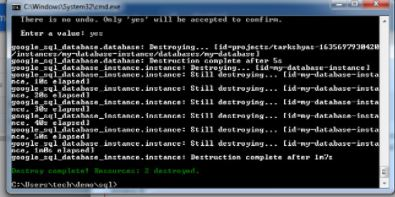 C:\Windows\System32\cmd.exe
There is no undo. Only 'yes' will be accepted to confirm.
Enter a value: yes
google_sql_database.database: Destroying... [id=projects/tarkshyas-1635697930420
/instances/my-database-instance/databases/my-database]
google_sql_database.database: Destruction complete after 5s
google_sql_database_instance.instance: Destroying... [id=my-database-instance]
google_sql_database_instance.instance: Still destroying... [id=my-database-insta
nce, 10s elapsed]
google_sql_database_instance.instance: Still destroying... [id=my-database-insta
nce, 20s elapsed]
google_sql_database_instance.instance: Still destroying... [id=my-database-insta
nce, 30s elapsed]
google_sql_database_instance.instance: Still destroying... [id=my-database-insta
nce, 40s elapsed]
google_sql_database_instance.instance: Still destroying... [id=my-database-insta
nce, 50s elapsed]
google_sql_database_instance.instance: Still destroying... [id=my-database-insta
nce, 1m0s elapsed]
google_sql_database_instance.instance: Destruction complete after 1m7s
Destroy complete! Resources: 2 destroyed.
C:\Users\tech\demo\sql>